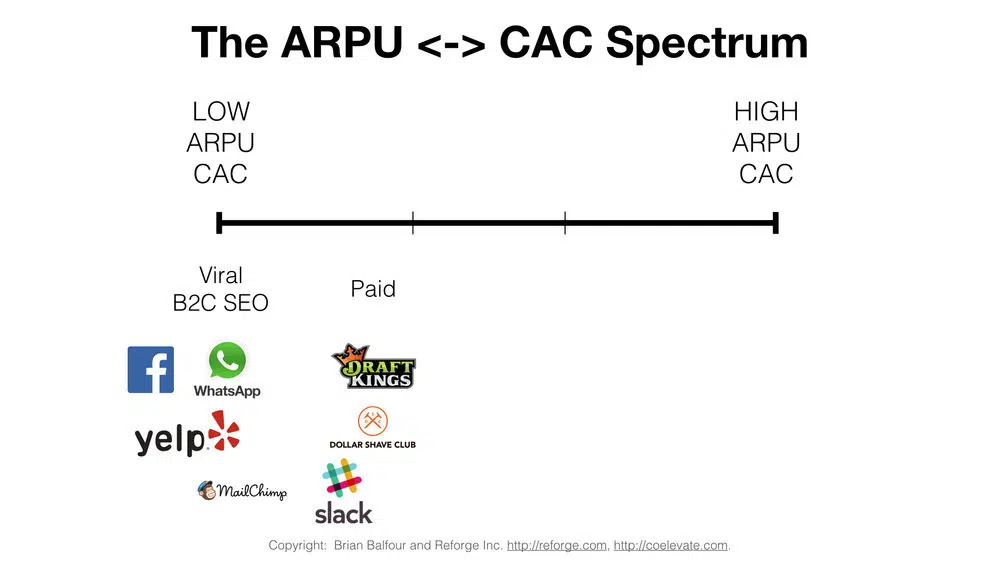 The ARPU <-> CAC Spectrum
LOW
ARPU
CAC
HIGH
ARPU
CAC
Viral
B2C SEO
Paid
f
WhatsApp
DRAFT
KINGS
yelp
DOLLAR SHAVE CLUB
MailChimp
slack
Copyright: Brian Balfour and Reforge Inc. http://reforge.com, http://coelevate.com.